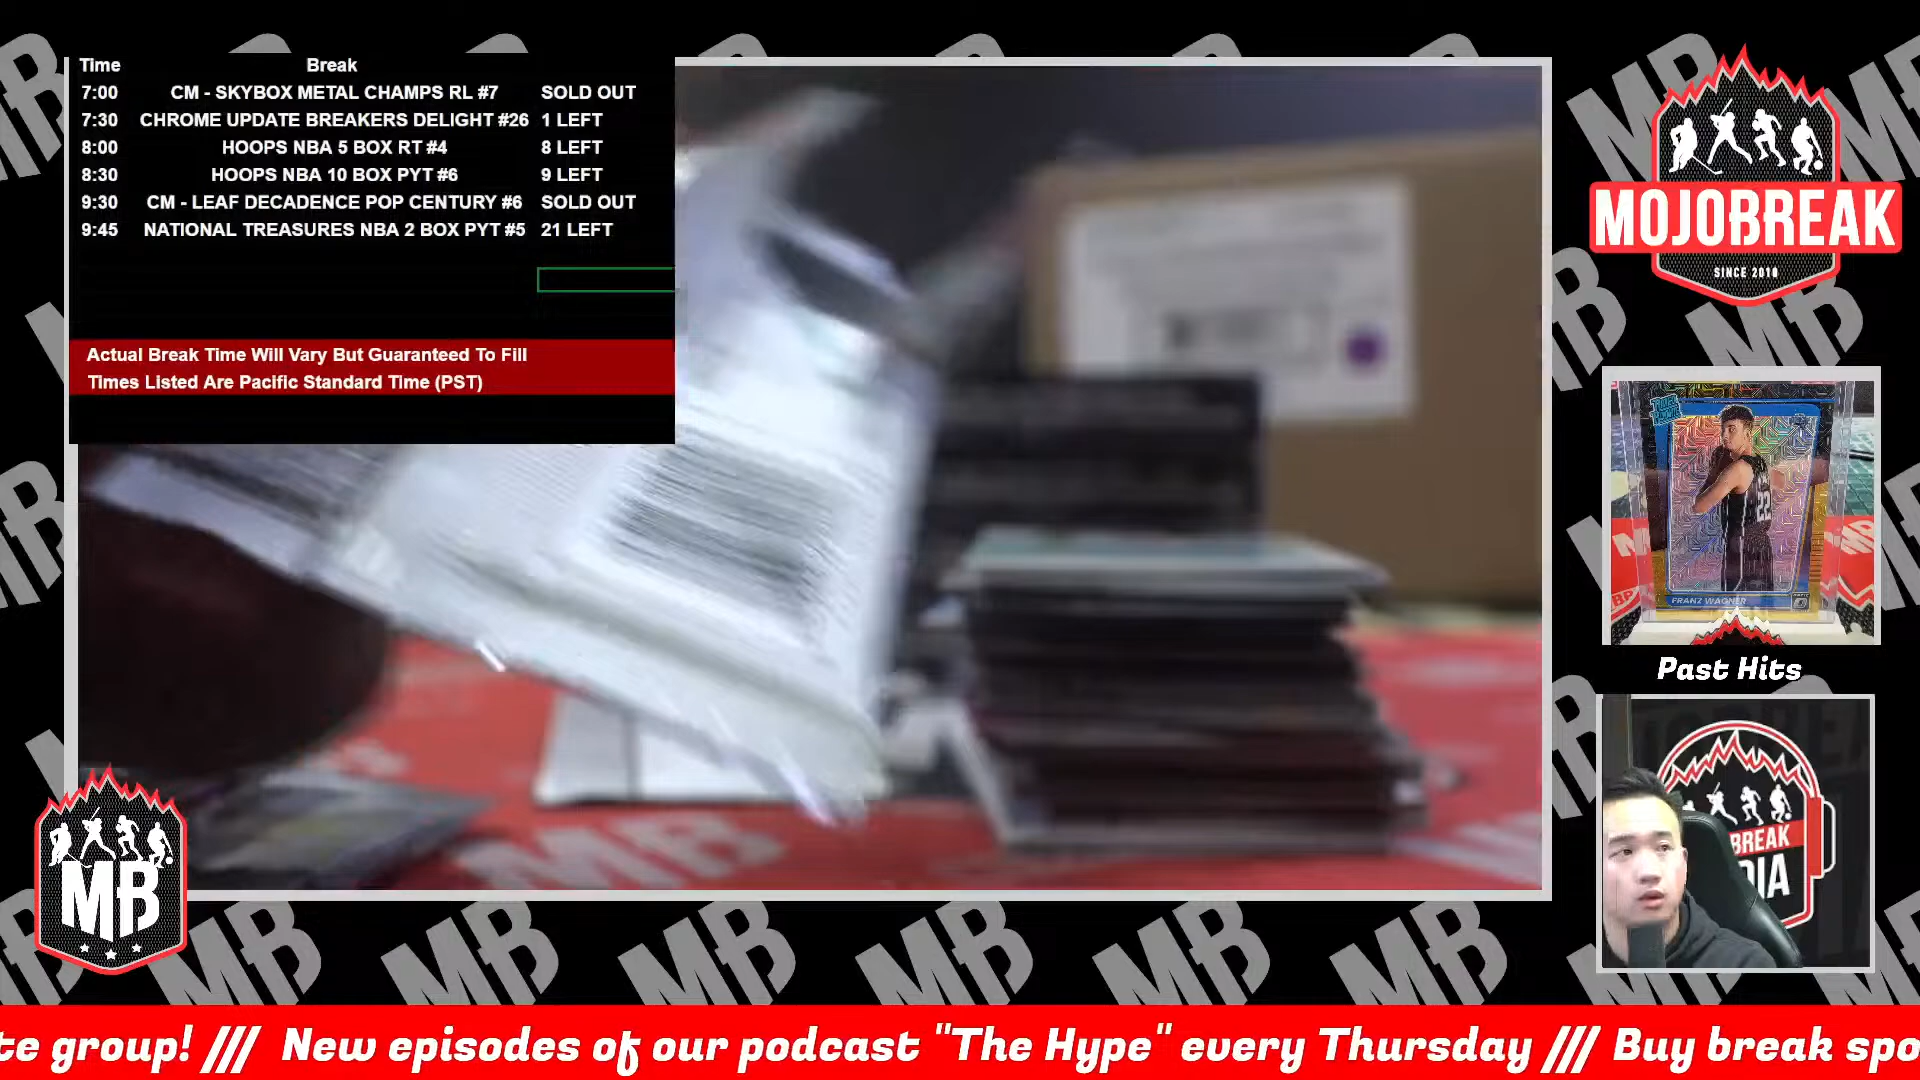 Time Break
7:00 CM - SKYBOX METAL CHAMPS RL #7 SOLD OUT
7:30 CHROME UPDATE BREAKERS DELIGHT #26 1 LEFT
8:00 HOOPS NBA 5 BOX RT #4 8 LEFT
8:30 HOOPS NBA 10 BOX PYT #6 9 LEFT
9:30 CM - LEAF DECADENCE POP CENTURY #6 SOLD OUT
9:45 NATIONAL TREASURES NBA 2 BOX PYT #5 21 LEFT
Actual Break Time Will Vary But Guaranteed To Fill
Times Listed Are Pacific Standard Time (PST)
MOJOBREAK
SINCE 2010
22
FRANZ WAGNER
Past Hits
BREAK
DIA
MB
MB
te group! /// New episodes of our podcast "The Hype" every Thursday /// Buy break spo